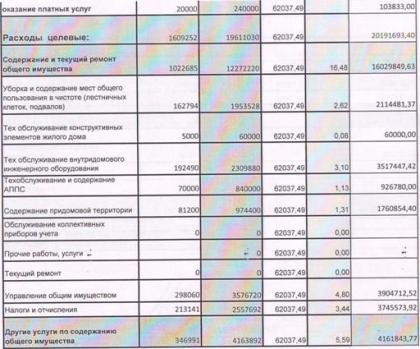 оказание платных услуг 20000 240000 62037,49 103833,00
Расходы целевые: 1609252 19611030 62037,49 20191693,40
Содержание и текущий ремонт
общего имущества 1022685 12272220 62037,49 16,48 16029849,63
Уборка и содержание мест общего
пользования в чистоте (лестничных
клеток, подвалов) 162794 1953528 62037,49 2,62 2114481,37
Тех обслуживание конструктивных
элементов жилого дома 5000 60000 62037,49 0,08 60000,00
Тех обслуживание внутридомового
инженерного оборудования 192490 2309880 62037,49 3,10 3517447,42
Техобслуживание и содержание
АППС 70000 840000 62037,49 1,13 926780,00
Содержание придомовой территории 81200 974400 62037,49 1,31 1760854,40
Обслуживание коллективных
приборов учета 0 0 62037,49 0,00
Прочие работы, услуги 0 0 62037,49 0,00
Текущий ремонт 0 0 62037,49 0,00
Управление общим имуществом 298060 3576720 62037,49 4,80 3904712,52
Налоги и отчисления 213141 2557692 62037,49 3,44 3745573,92
Другие услуги по содержанию
общего имущества 346991 4163892 62037,49 5,59 4161843,77